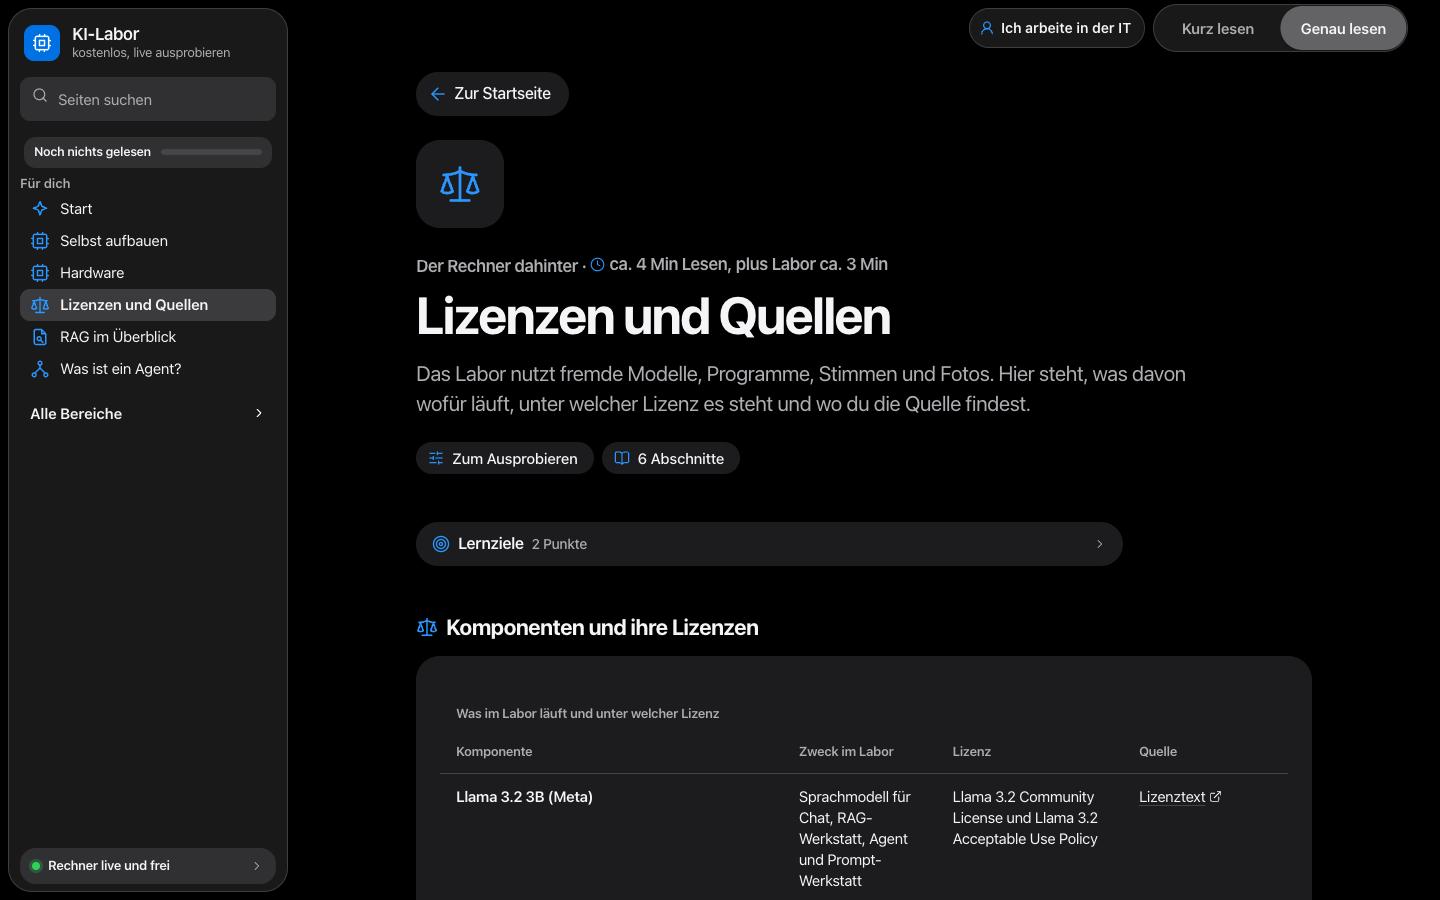 KI-Labor
kostenlos, live ausprobieren
Seiten suchen
Noch nichts gelesen
Für dich
Start
Selbst aufbauen
Hardware
Lizenzen und Quellen
RAG im Überblick
Was ist ein Agent?
Alle Bereiche
Rechner live und frei
Ich arbeite in der IT
Kurz lesen
Genau lesen
Zur Startseite
Der Rechner dahinter · ca. 4 Min Lesen, plus Labor ca. 3 Min
Lizenzen und Quellen
Das Labor nutzt fremde Modelle, Programme, Stimmen und Fotos. Hier steht, was davon
wofür läuft, unter welcher Lizenz es steht und wo du die Quelle findest.
Zum Ausprobieren
6 Abschnitte
Lernziele 2 Punkte
Komponenten und ihre Lizenzen
Was im Labor läuft und unter welcher Lizenz
Komponente
Zweck im Labor
Lizenz
Quelle
Llama 3.2 3B (Meta)
Sprachmodell für
Chat, RAG-
Werkstatt, Agent
und Prompt-
Werkstatt
Llama 3.2 Community
License und Llama 3.2
Acceptable Use Policy
Lizenztext